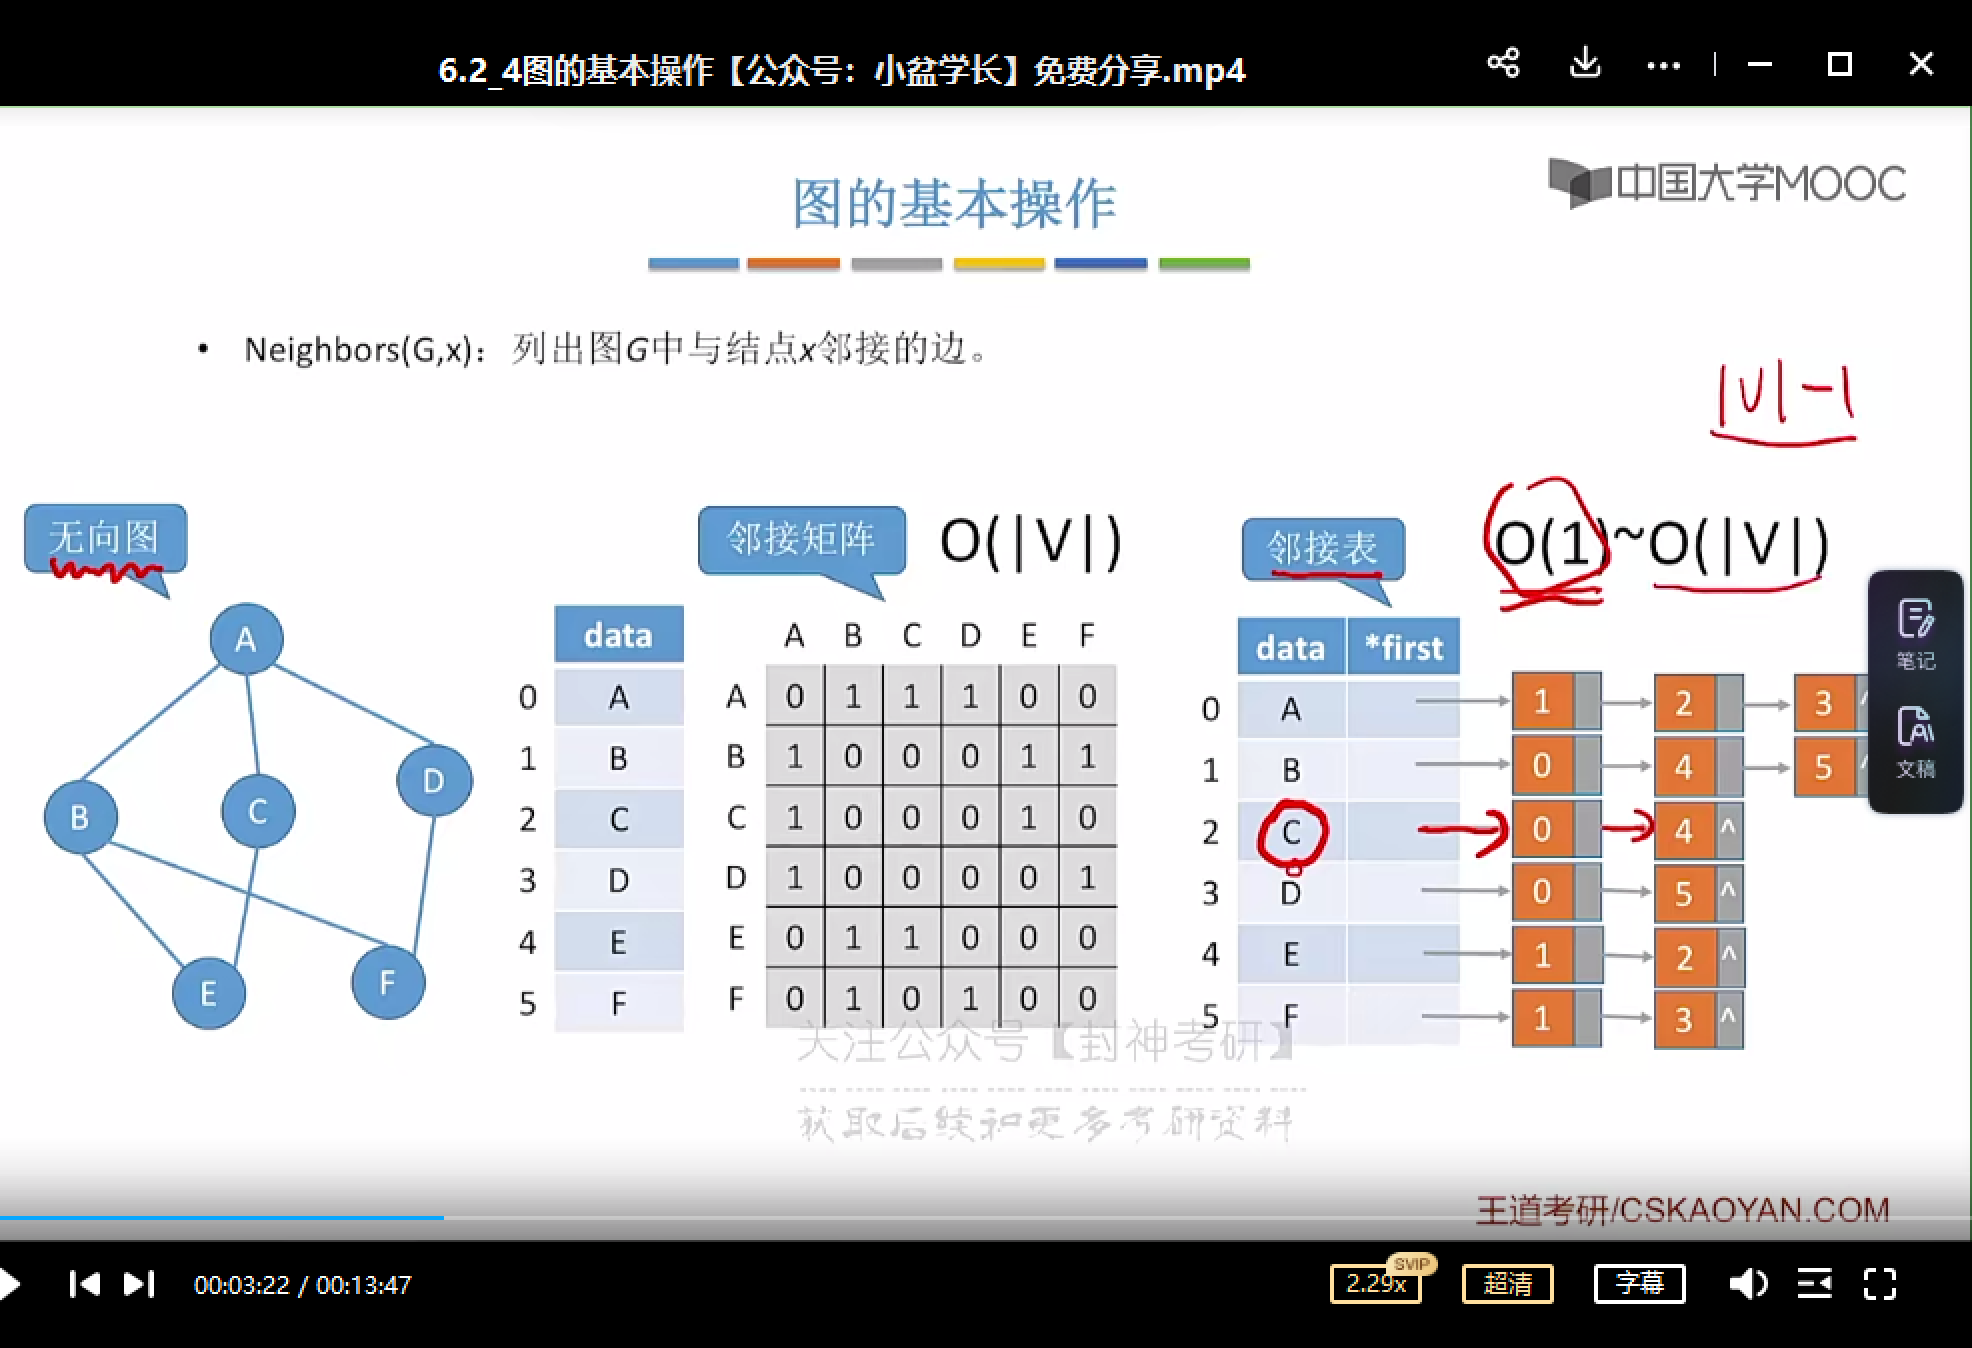 6.2_4图的基本操作【公众号：小盆学长】免费分享.mp4
图的基本操作
中国大学MOOC
• Neighbors(G,x)：列出图G中与结点x邻接的边。
|V|-1
无向图
邻接矩阵 O(|V|)
邻接表 O(1)~O(|V|)
A
B
C
D
E
F
data
0 A
1 B
2 C
3 D
4 E
5 F
A B C D E F
A 0 1 1 1 0 0
B 1 0 0 0 1 1
C 1 0 0 0 1 0
D 1 0 0 0 0 1
E 0 1 1 0 0 0
F 0 1 0 1 0 0
data *first
0 A 1 2 3 ^
1 B 0 4 5 ^
2 C 0 4 ^
3 D 0 5 ^
4 E 1 2 ^
5 F 1 3 ^
笔记
文稿
关注公众号【封神考研】
获取后续和更多考研资料
王道考研/CSKAOYAN.COM
00:03:22 / 00:13:47
2.29x
SVIP
超清
字幕